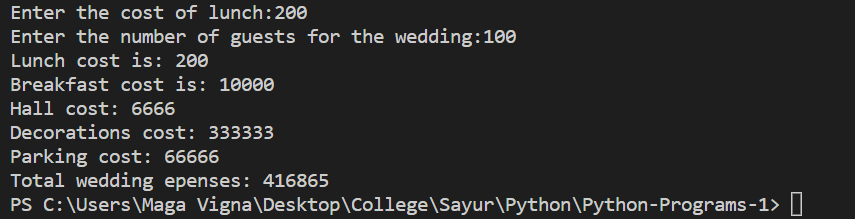 Enter the cost of lunch:200
Enter the number of guests for the wedding:100
Lunch cost is: 200
Breakfast cost is: 10000
Hall cost: 6666
Decorations cost: 333333
Parking cost: 66666
Total wedding epenses: 416865
PS C:\Users\Maga Vigna\Desktop\College\Sayur\Python\Python-Programs-1>